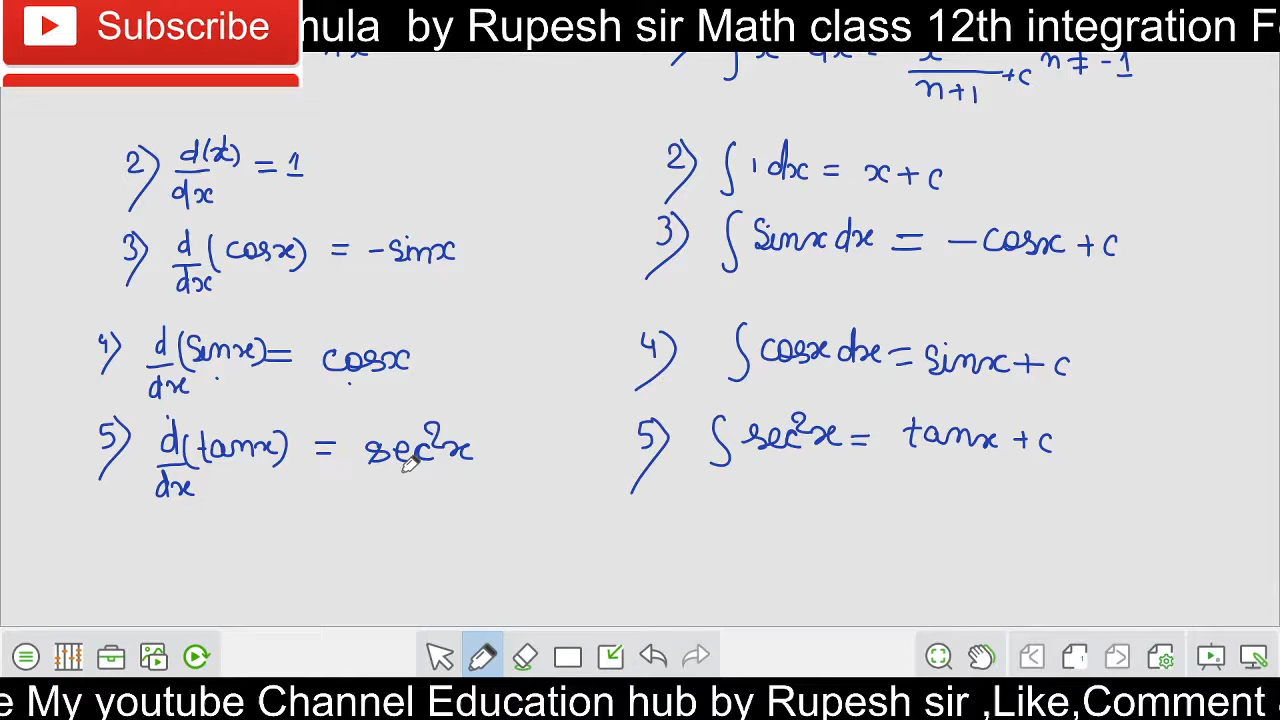 Subscribe
mula by Rupesh sir Math class 12th integration Fo
n+1 +c n ≠ -1
2) d(x)/dx = 1
2) ∫ 1 dx = x + c
3) d/dx (cosx) = -sinx
3) ∫ Sinx dx = -cosx + c
4) d/dx (Sinx) = cosx
4) ∫ cosx dx = sinx + c
5) d/dx (tanx) = sec²x
5) ∫ sec²x = tanx + c
e My youtube Channel Education hub by Rupesh sir ,Like,Comment